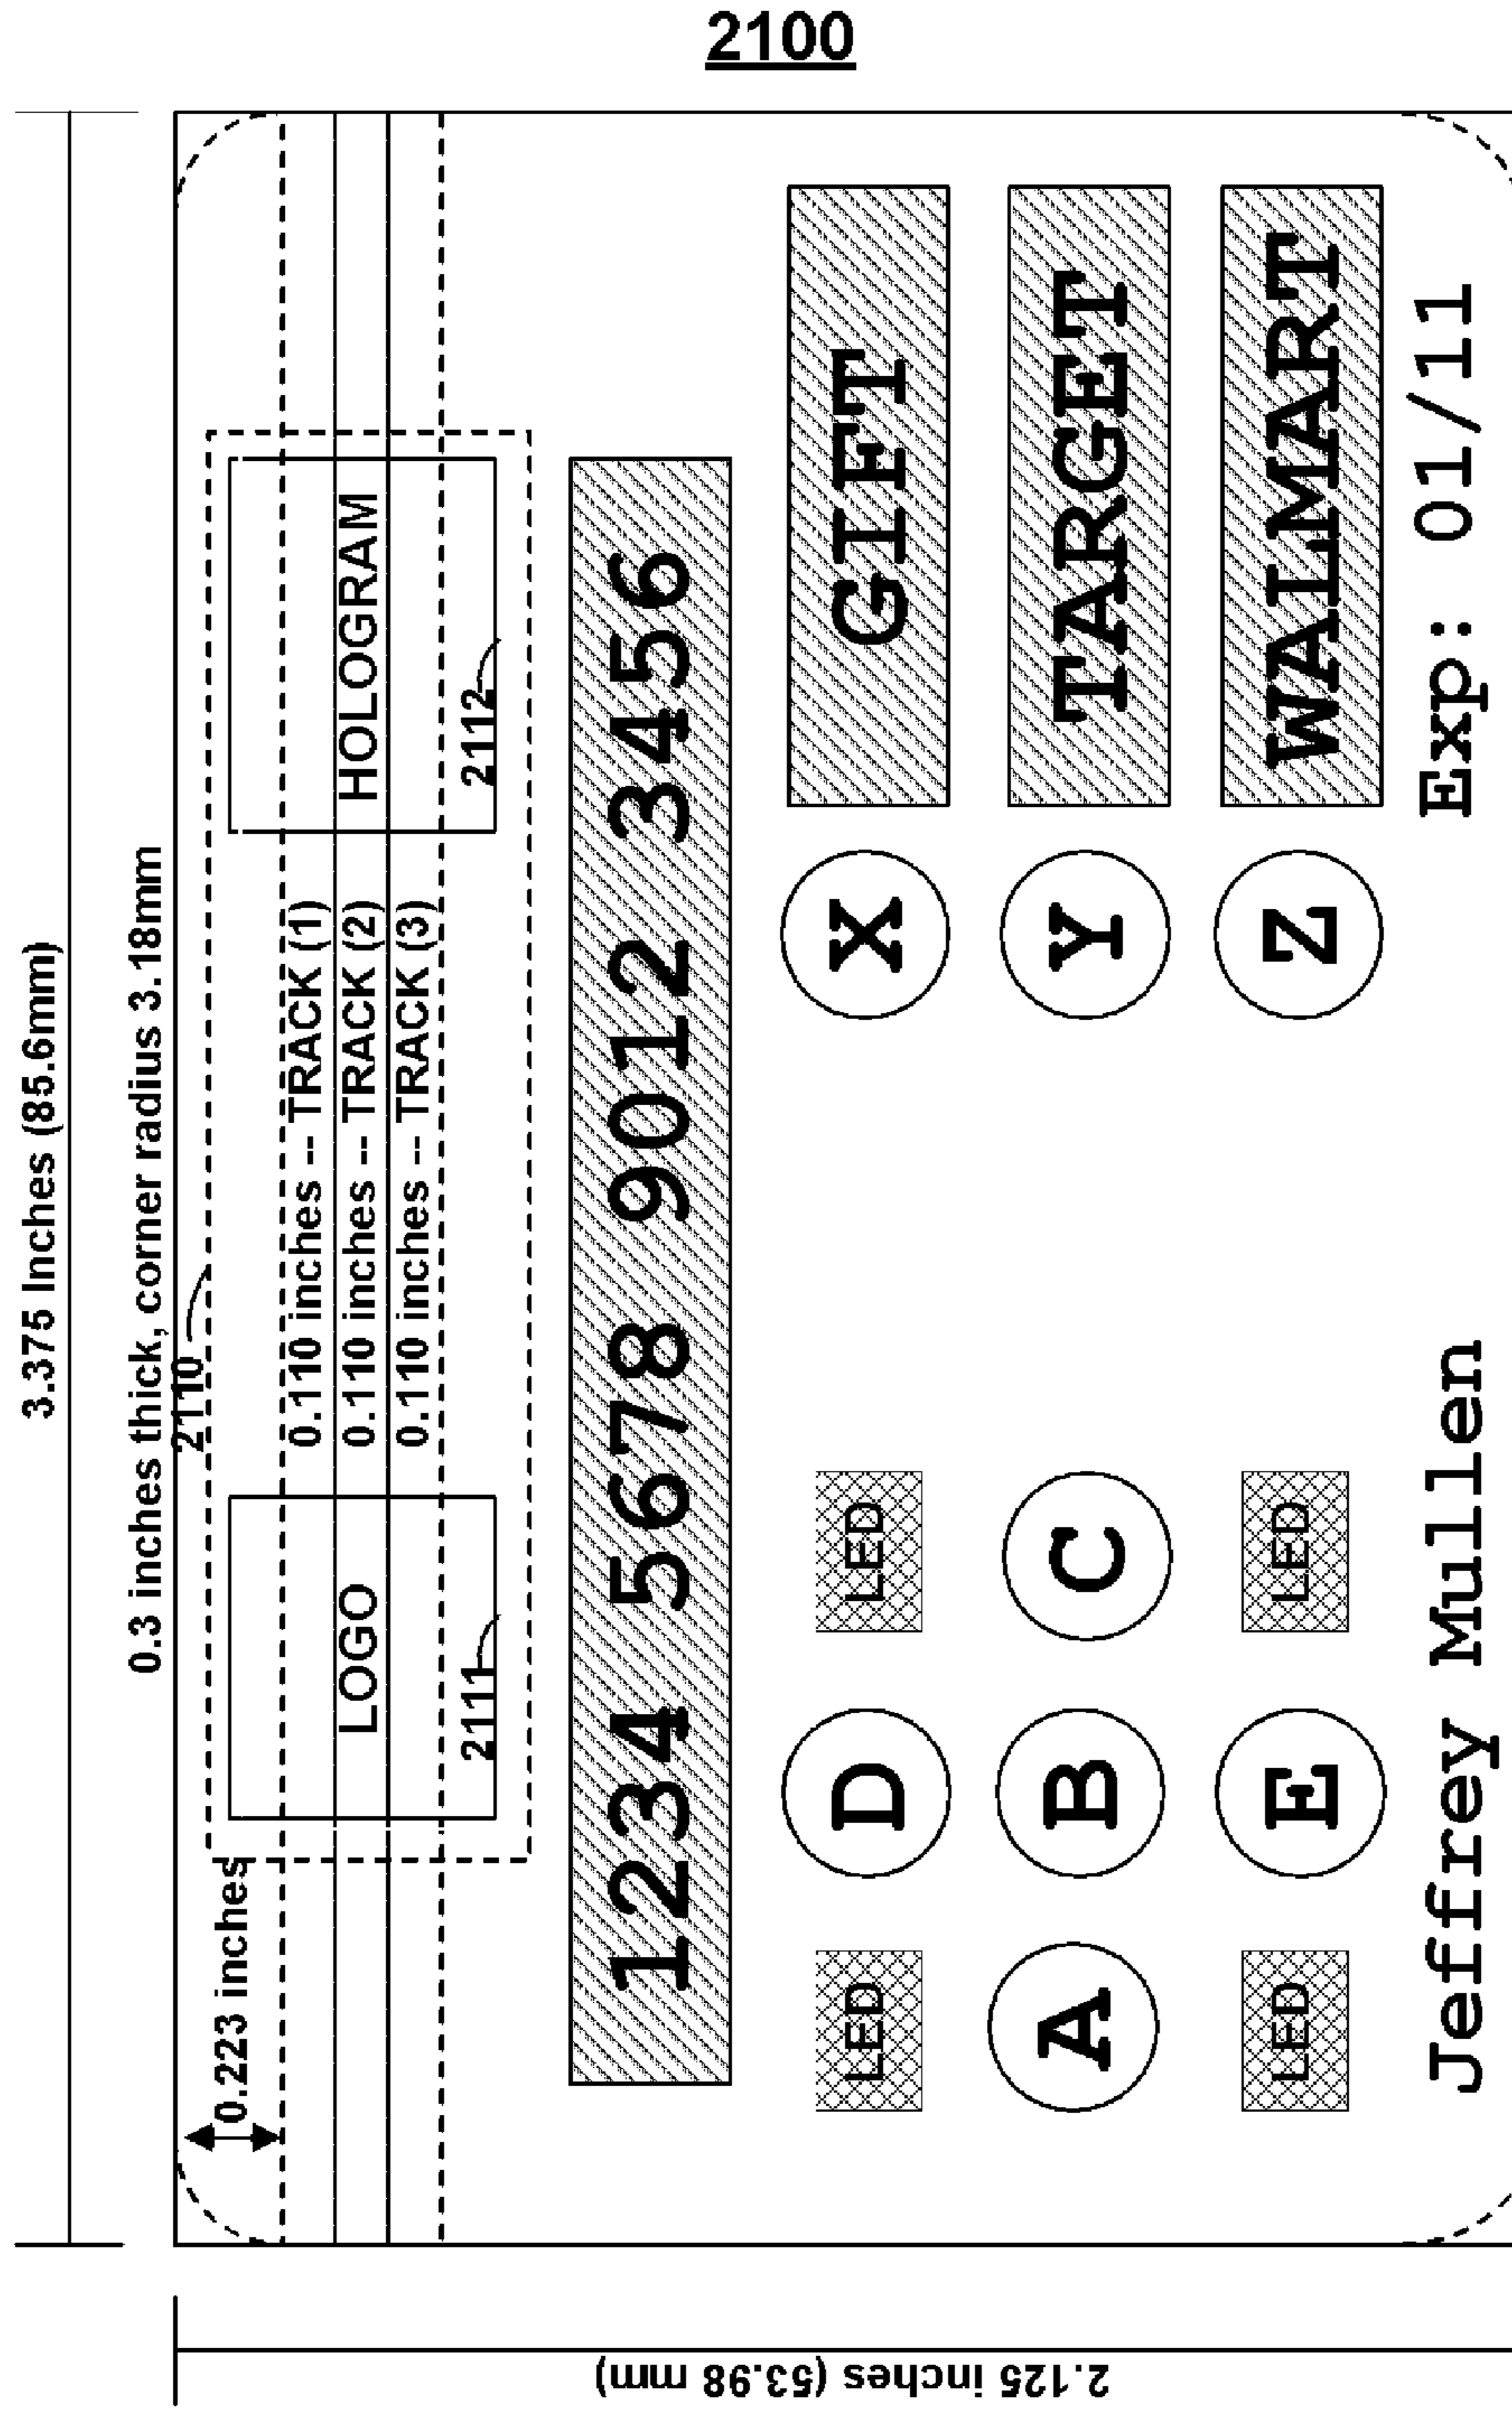 2100
3.375 Inches (85.6mm)
0.3 inches thick, corner radius 3.18mm
2110
0.223 inches
LOGO
2111
0.110 inches -- TRACK (1)
0.110 inches -- TRACK (2)
0.110 inches -- TRACK (3)
HOLOGRAM
2112
1234 5678 9012 3456
LED D LED X GIFT
A B C Y TARGET
LED E LED Z WALMART
Jeffrey Mullen Exp: 01/11
2.125 inches (53.98 mm)